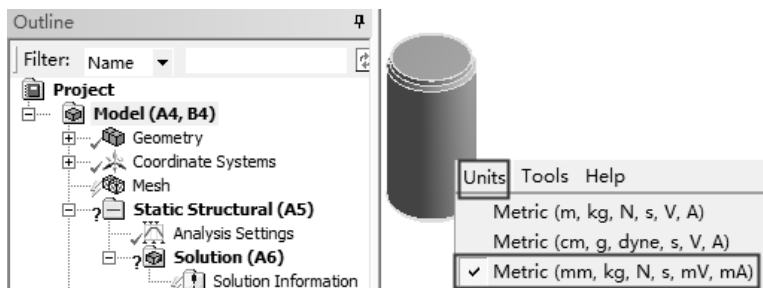 Outline
Filter: Name
Project
Model (A4, B4)
Geometry
Coordinate Systems
Mesh
Static Structural (A5)
Analysis Settings
Solution (A6)
Solution Information
Units Tools Help
Metric (m, kg, N, s, V, A)
Metric (cm, g, dyne, s, V, A)
Metric (mm, kg, N, s, mV, mA)